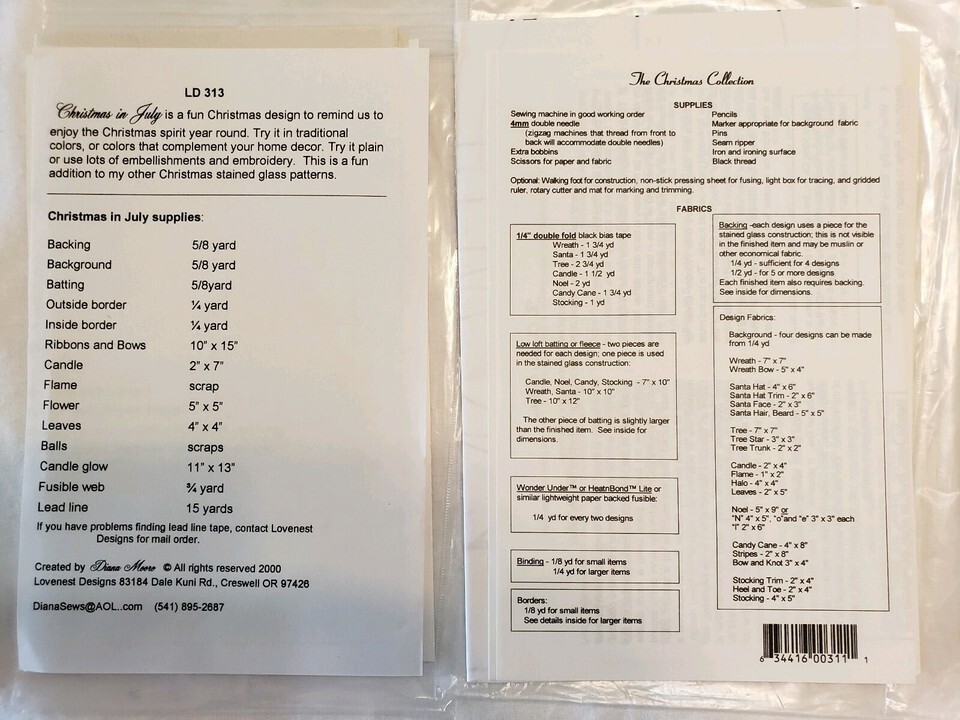 LD 313
Christmas in July is a fun Christmas design to remind us to
enjoy the Christmas spirit year round. Try it in traditional
colors, or colors that complement your home decor. Try it plain
or use lots of embellishments and embroidery. This is a fun
addition to my other Christmas stained glass patterns.
Christmas in July supplies:
Backing 5/8 yard
Background 5/8 yard
Batting 5/8yard
Outside border ¼ yard
Inside border ¼ yard
Ribbons and Bows 10" x 15"
Candle 2" x 7"
Flame scrap
Flower 5" x 5"
Leaves 4" x 4"
Balls scraps
Candle glow 11" x 13"
Fusible web ¾ yard
Lead line 15 yards
If you have problems finding lead line tape, contact Lovenest
Designs for mail order.
Created by Diana Moore © All rights reserved 2000
Lovenest Designs 83184 Dale Kuni Rd., Creswell OR 97426
DianaSews@AOL..com (541) 895-2687
The Christmas Collection
SUPPLIES
Sewing machine in good working order
4mm double needle
(zigzag machines that thread from front to
back will accommodate double needles)
Extra bobbins
Scissors for paper and fabric
Pencils
Marker appropriate for background fabric
Pins
Seam ripper
Iron and ironing surface
Black thread
Optional: Walking foot for construction, non-stick pressing sheet for fusing, light box for tracing, and gridded
ruler, rotary cutter and mat for marking and trimming.
FABRICS
1/4" double fold black bias tape
Wreath - 1 3/4 yd
Santa - 1 3/4 yd
Tree - 2 3/4 yd
Candle - 1 1/2 yd
Noel - 2 yd
Candy Cane - 1 3/4 yd
Stocking - 1 yd
Low loft batting or fleece - two pieces are
needed for each design; one piece is used
in the stained glass construction:
Candle, Noel, Candy, Stocking - 7" x 10"
Wreath, Santa - 10" x 10"
Tree - 10" x 12"
The other piece of batting is slightly larger
than the finished item. See inside for
dimensions.
Wonder Under™ or HeatnBond™ Lite or
similar lightweight paper backed fusible:
1/4 yd for every two designs
Binding - 1/8 yd for small items
1/4 yd for larger items
Borders:
1/8 yd for small items
See details inside for larger items
Backing -each design uses a piece for the
stained glass construction; this is not visible
in the finished item and may be muslin or
other economical fabric.
1/4 yd - sufficient for 4 designs
1/2 yd - for 5 or more designs
Each finished item also requires backing.
See inside for dimensions.
Design Fabrics:
Background - four designs can be made
from 1/4 yd
Wreath - 7" x 7"
Wreath Bow - 5" x 4"
Santa Hat - 4" x 6"
Santa Hat Trim - 2" x 6"
Santa Face - 2" x 3"
Santa Hair, Beard - 5" x 5"
Tree - 7" x 7"
Tree Star - 3" x 3"
Tree Trunk - 2" x 2"
Candle - 2" x 4"
Flame - 1" x 2"
Halo - 4" x 4"
Leaves - 2" x 5"
Noel - 5" x 9" or
"N" 4" x 5", "o"and "e" 3" x 3" each
"l" 2" x 6"
Candy Cane - 4" x 8"
Stripes - 2" x 8"
Bow and Knot 3" x 4"
Stocking Trim - 2" x 4"
Heel and Toe - 2" x 4"
Stocking - 4" x 5"
6 34416 00311 1